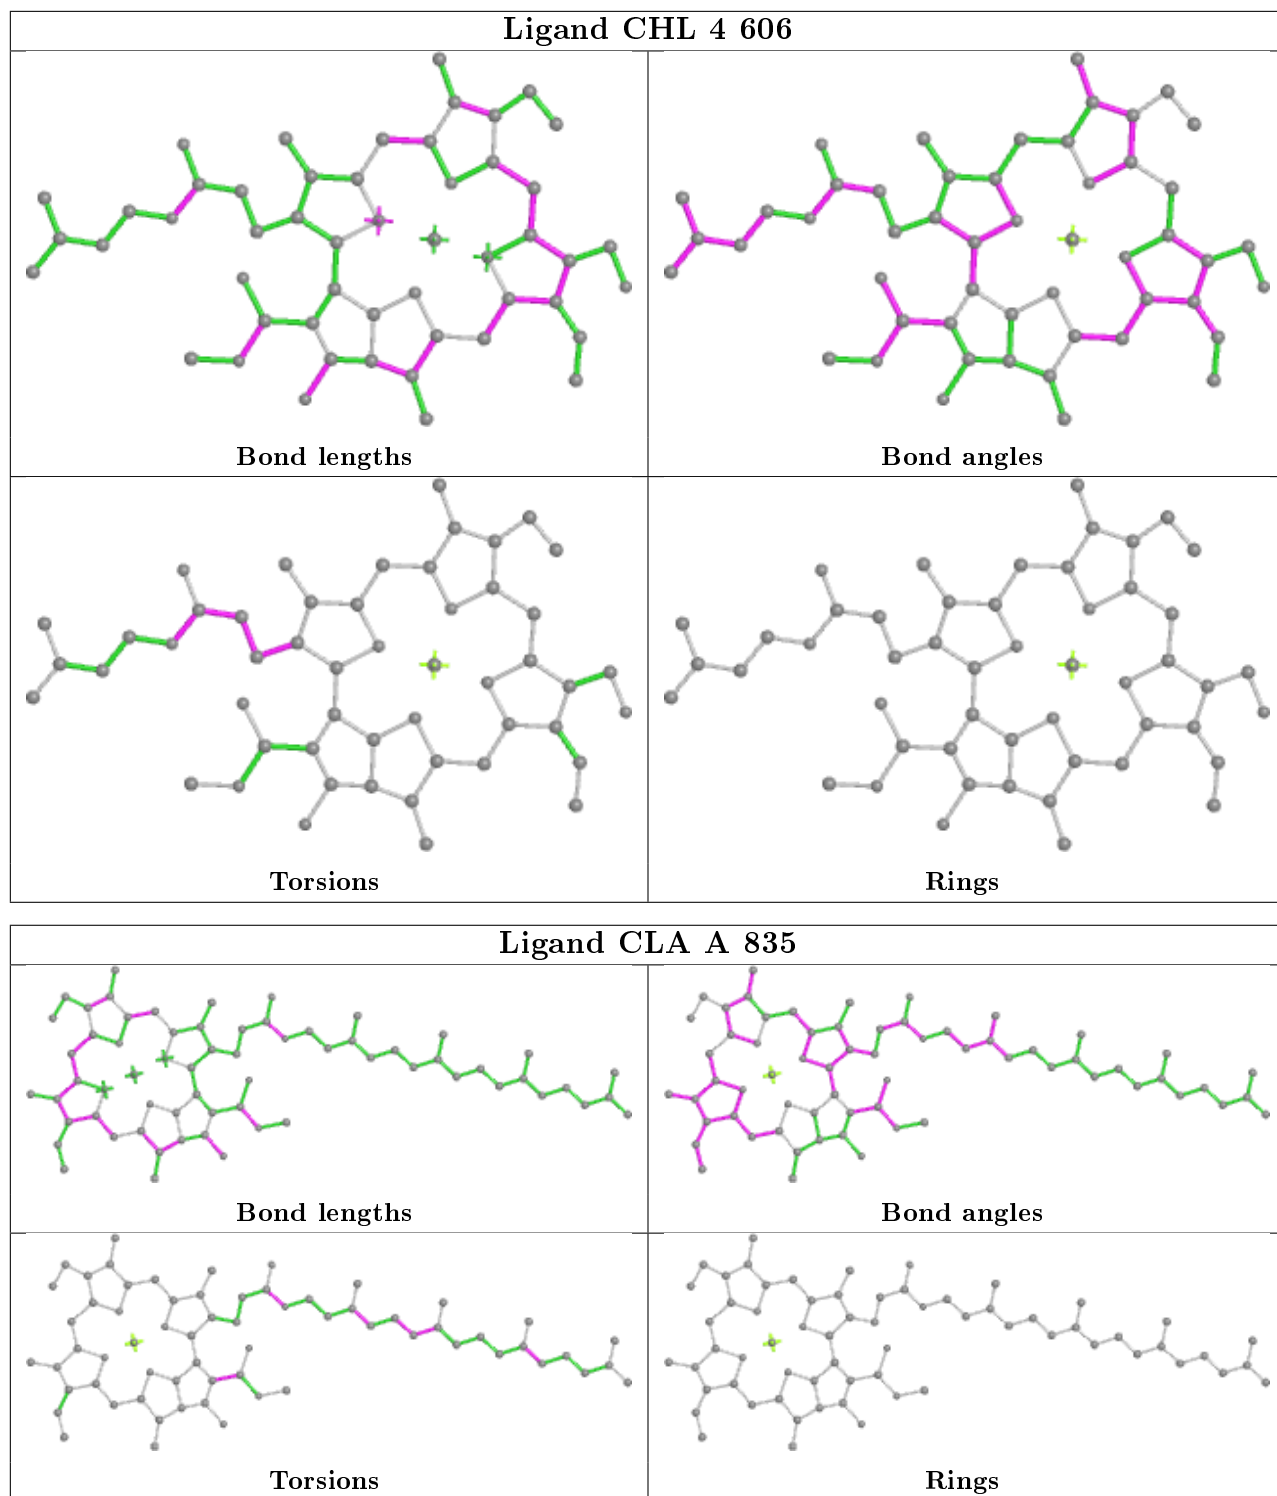 Ligand CHL 4 606
Bond lengths
Bond angles
Torsions
Rings
Ligand CLA A 835
Bond lengths
Bond angles
Torsions
Rings